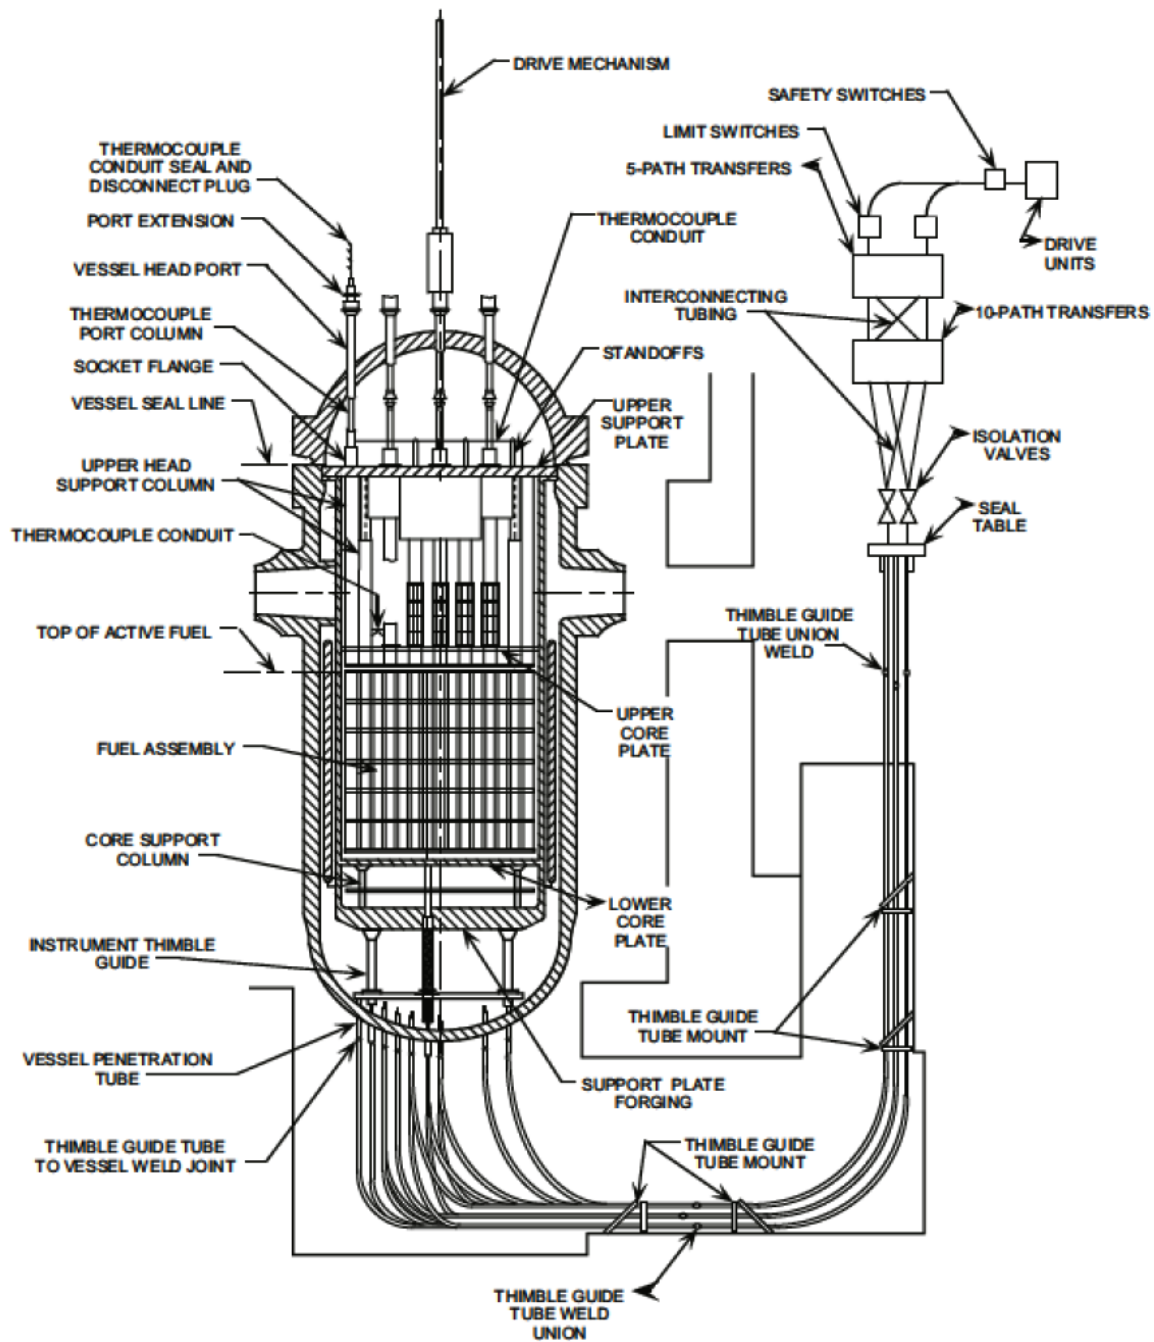 DRIVE MECHANISM
SAFETY SWITCHES
LIMIT SWITCHES
5-PATH TRANSFERS
THERMOCOUPLE
CONDUIT SEAL AND
DISCONNECT PLUG
PORT EXTENSION
THERMOCOUPLE
CONDUIT
DRIVE
UNITS
VESSEL HEAD PORT
INTERCONNECTING
TUBING
10-PATH TRANSFERS
THERMOCOUPLE
PORT COLUMN
SOCKET FLANGE
STANDOFFS
VESSEL SEAL LINE
UPPER
SUPPORT
PLATE
ISOLATION
VALVES
UPPER HEAD
SUPPORT COLUMN
SEAL
TABLE
THERMOCOUPLE CONDUIT
THIMBLE GUIDE
TUBE UNION
WELD
TOP OF ACTIVE FUEL
UPPER
CORE
PLATE
FUEL ASSEMBLY
CORE SUPPORT
COLUMN
LOWER
CORE
PLATE
INSTRUMENT THIMBLE
GUIDE
THIMBLE GUIDE
TUBE MOUNT
VESSEL PENETRATION
TUBE
SUPPORT PLATE
FORGING
THIMBLE GUIDE TUBE
TO VESSEL WELD JOINT
THIMBLE GUIDE
TUBE MOUNT
THIMBLE GUIDE
TUBE WELD
UNION